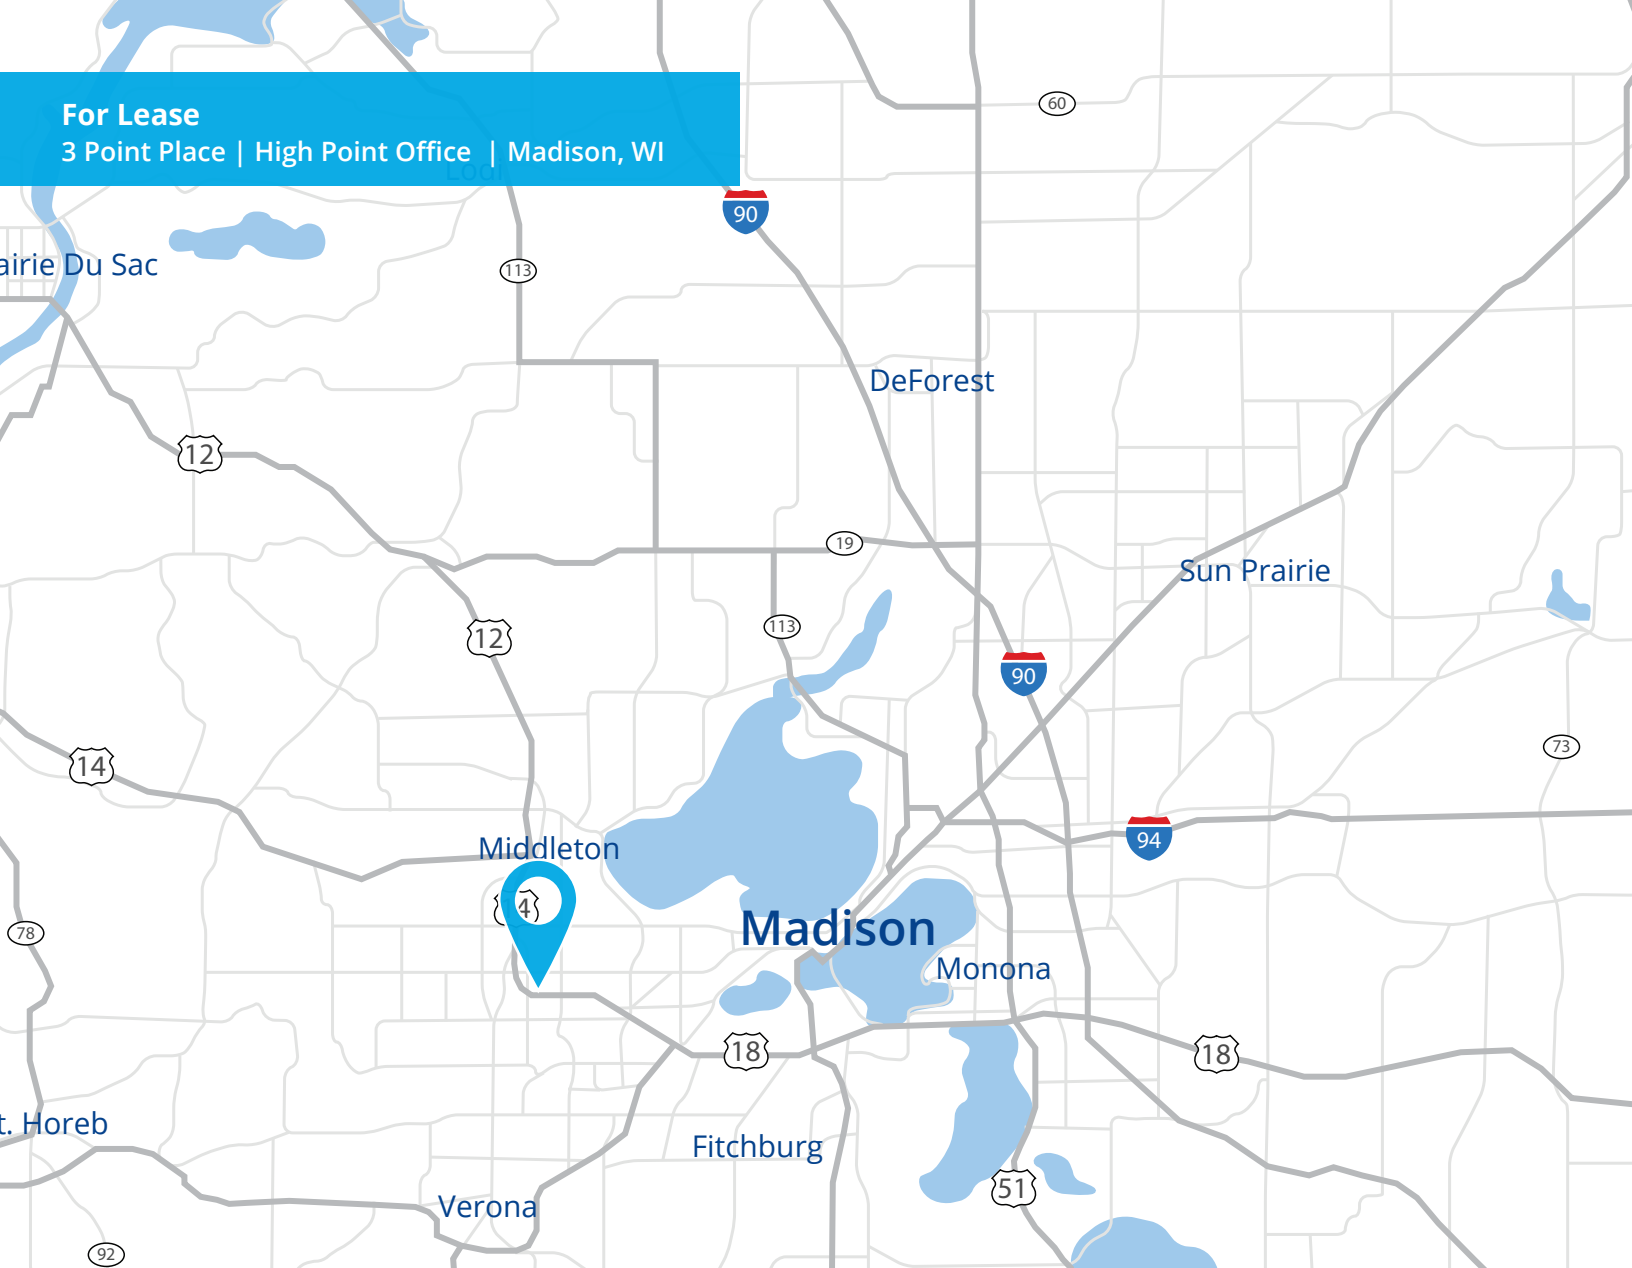 For Lease
3 Point Place | High Point Office | Madison, WI
Lodi
60
90
airie Du Sac
113
DeForest
12
19
Sun Prairie
113
12
90
73
14
94
Middleton
4
Madison
78
Monona
18
18
t. Horeb
Fitchburg
51
Verona
92